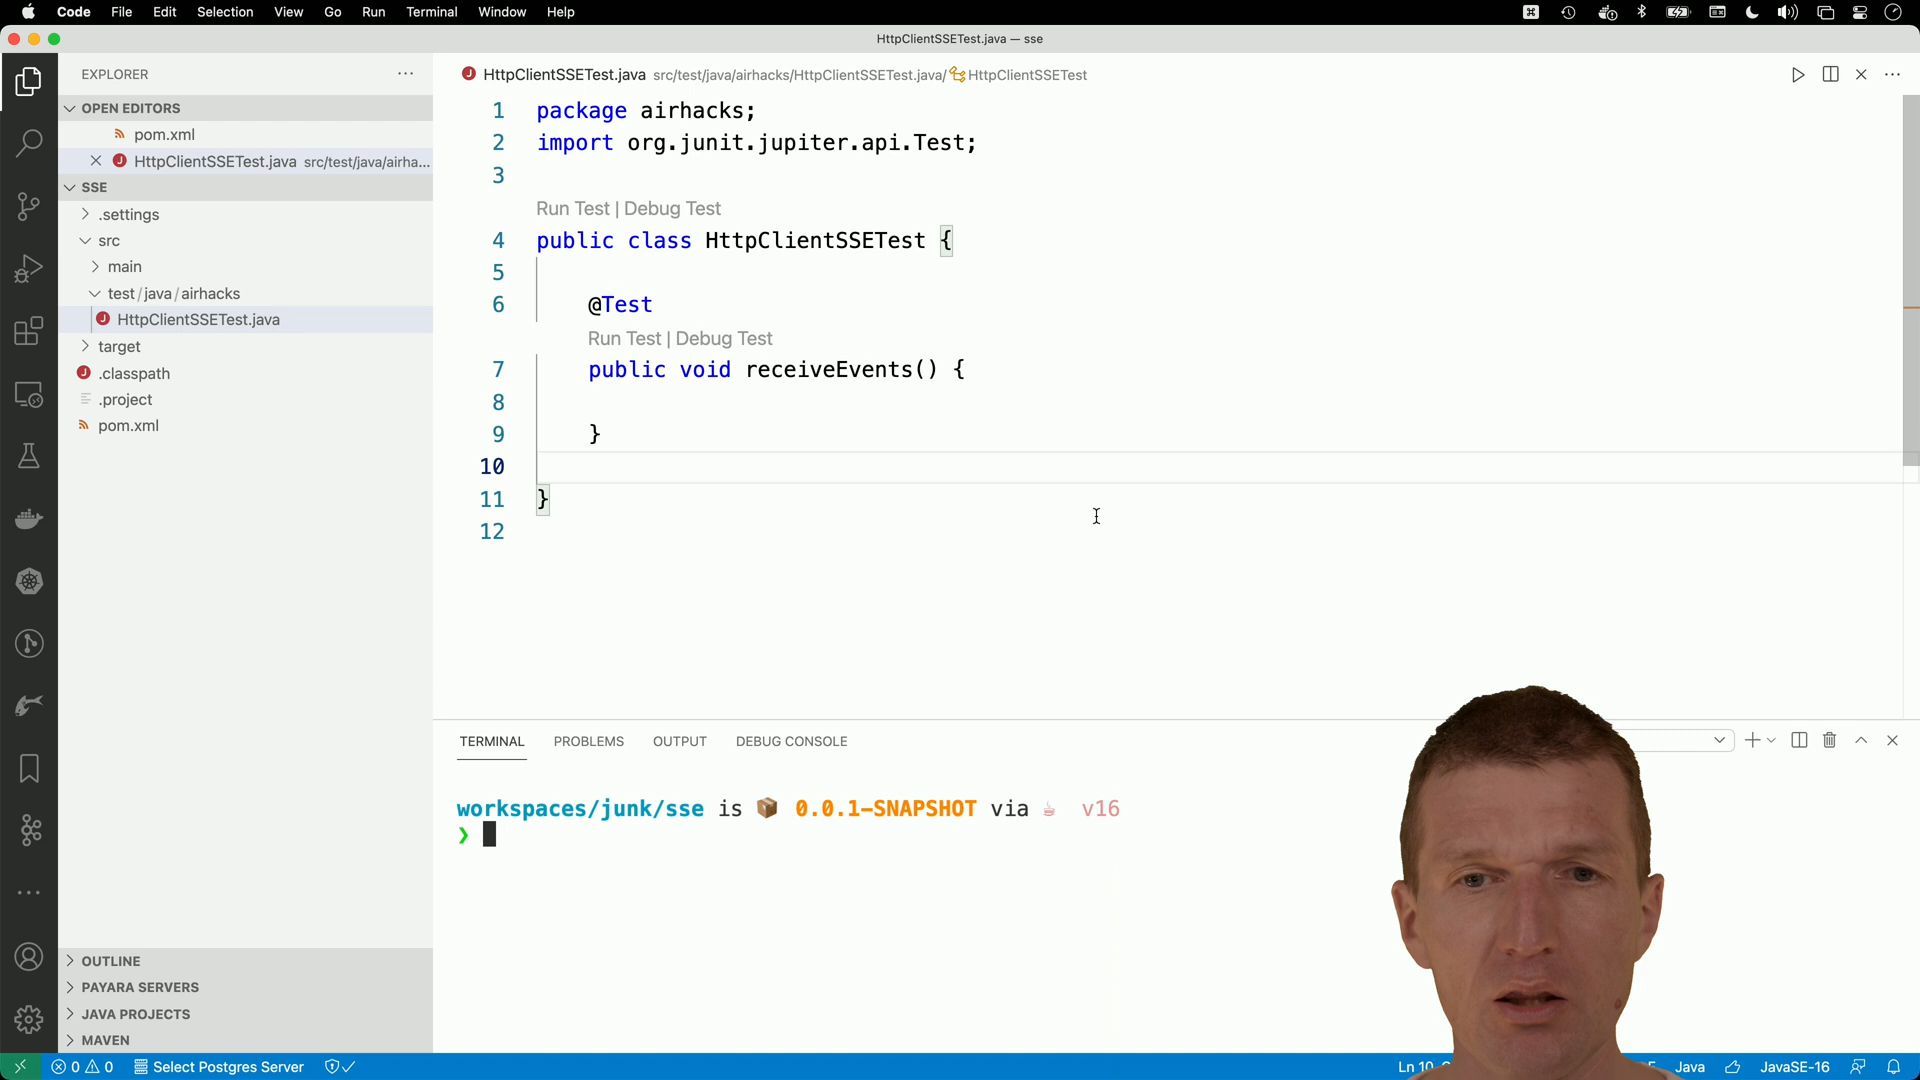 Code File Edit Selection View Go Run Terminal Window Help
HttpClientSSETest.java — sse
EXPLORER
OPEN EDITORS
pom.xml
HttpClientSSETest.java src/test/java/airha...
SSE
.settings
src
main
test/java/airhacks
HttpClientSSETest.java
target
.classpath
.project
pom.xml
OUTLINE
PAYARA SERVERS
JAVA PROJECTS
MAVEN
HttpClientSSETest.java src/test/java/airhacks/HttpClientSSETest.java/ HttpClientSSETest
1 package airhacks;
2 import org.junit.jupiter.api.Test;
3
Run Test | Debug Test
4 public class HttpClientSSETest {
5
6 @Test
Run Test | Debug Test
7 public void receiveEvents() {
8
9 }
10
11 }
12
TERMINAL PROBLEMS OUTPUT DEBUG CONSOLE
workspaces/junk/sse is 📦 0.0.1-SNAPSHOT via ☕ v16
❯
0 0 Select Postgres Server Ln 10 Java JavaSE-16